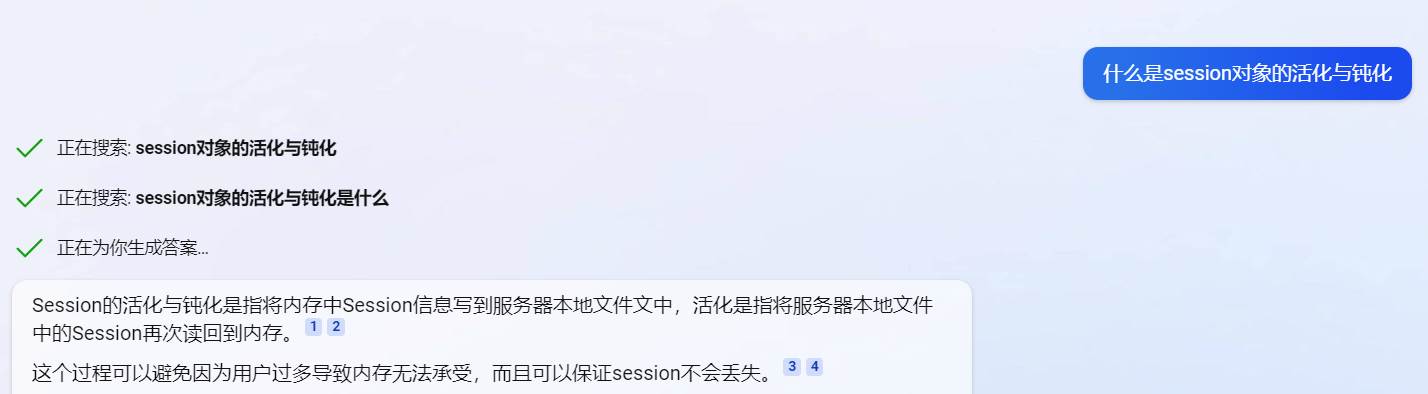 什么是session对象的活化与钝化
正在搜索: session对象的活化与钝化
正在搜索: session对象的活化与钝化是什么
正在为你生成答案...
Session的活化与钝化是指将内存中Session信息写到服务器本地文件文中，活化是指将服务器本地文件
中的Session再次读回到内存。 1 2
这个过程可以避免因为用户过多导致内存无法承受，而且可以保证session不会丢失。 3 4